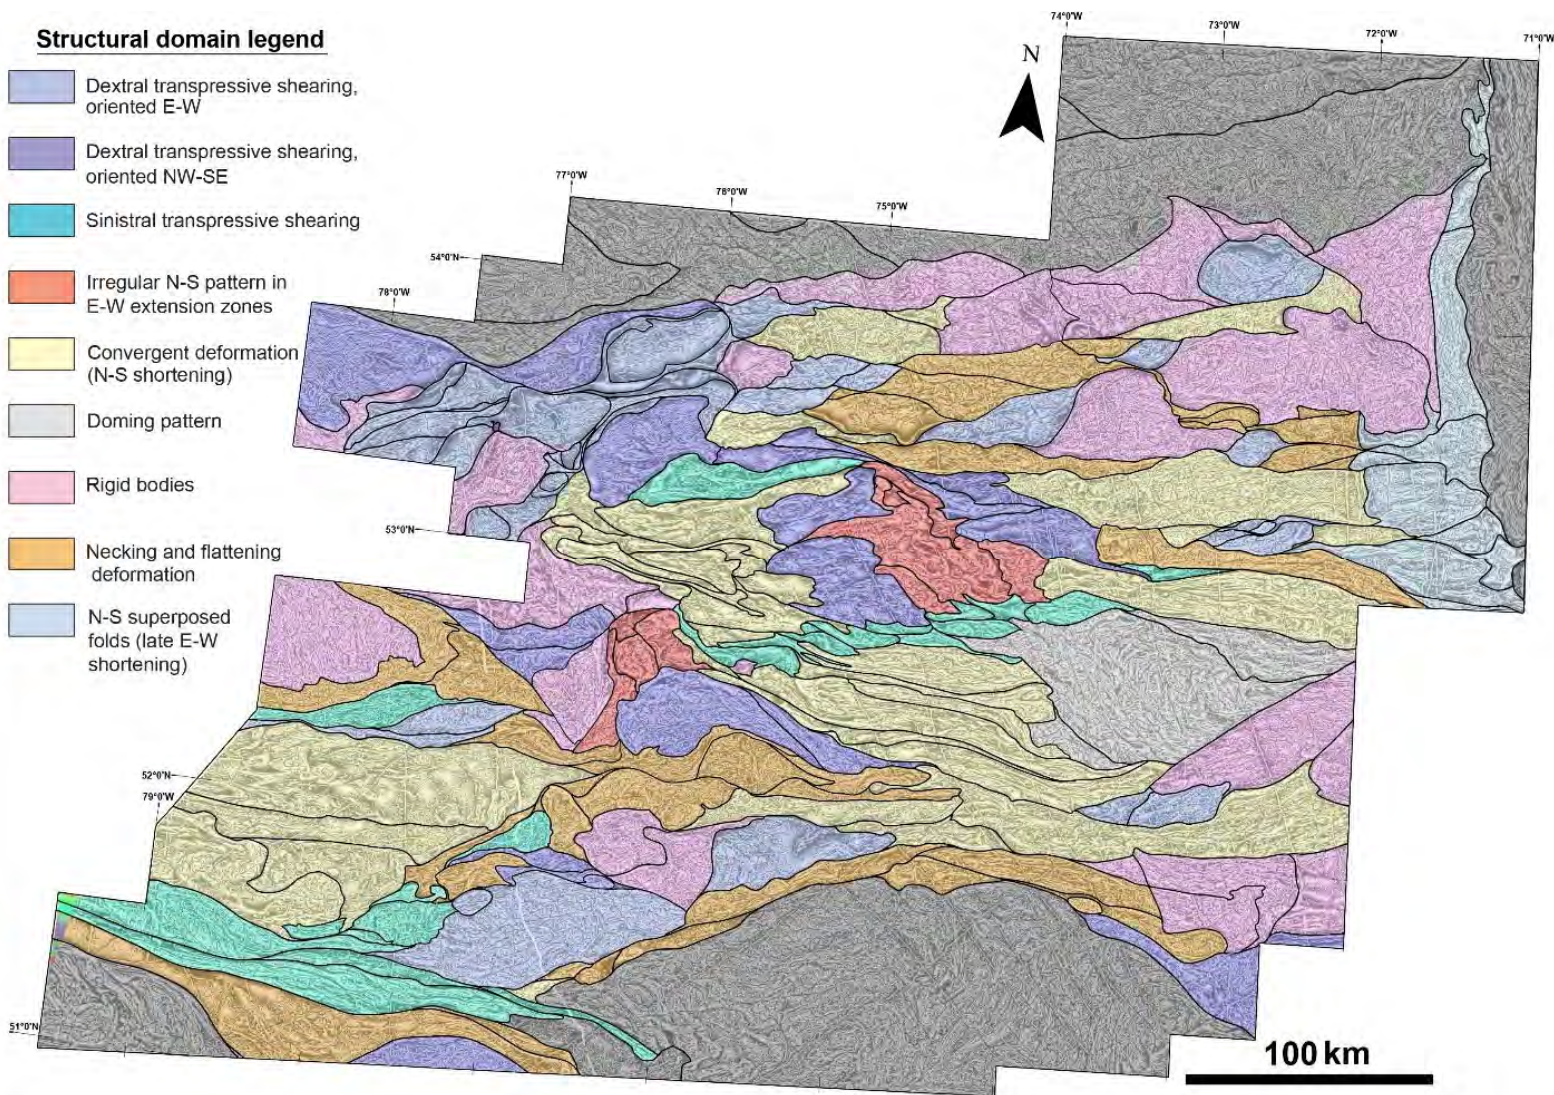 Structural domain legend
Dextral transpressive shearing,
oriented E-W
Dextral transpressive shearing,
oriented NW-SE
Sinistral transpressive shearing
Irregular N-S pattern in
E-W extension zones
Convergent deformation
(N-S shortening)
Doming pattern
Rigid bodies
Necking and flattening
deformation
N-S superposed
folds (late E-W
shortening)
N
74°0'W
73°0'W
72°0'W
71°0'W
77°0'W
76°0'W
75°0'W
54°0'N
78°0'W
53°0'N
52°0'N
79°0'W
51°0'N
100 km